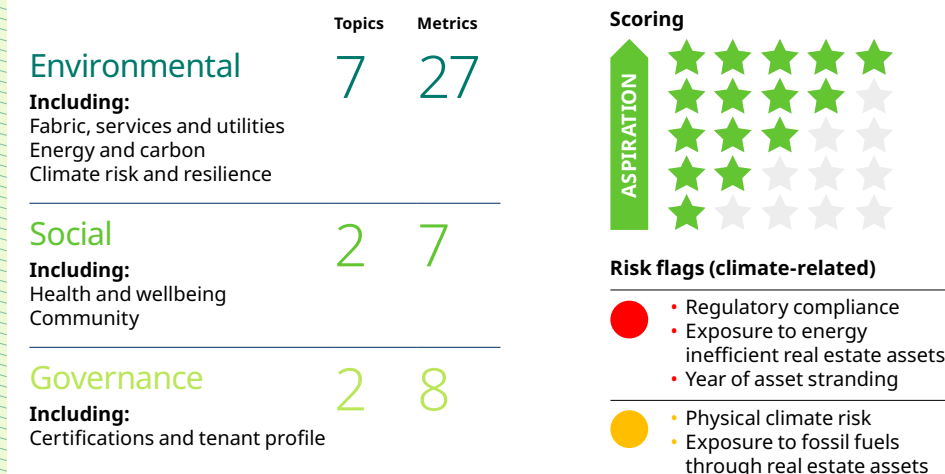 Topics Metrics
Environmental 7 27
Including:
Fabric, services and utilities
Energy and carbon
Climate risk and resilience
Social 2 7
Including:
Health and wellbeing
Community
Governance 2 8
Including:
Certifications and tenant profile
Scoring
ASPIRATION
Risk flags (climate-related)
• Regulatory compliance
• Exposure to energy
inefficient real estate assets
• Year of asset stranding
• Physical climate risk
• Exposure to fossil fuels
through real estate assets